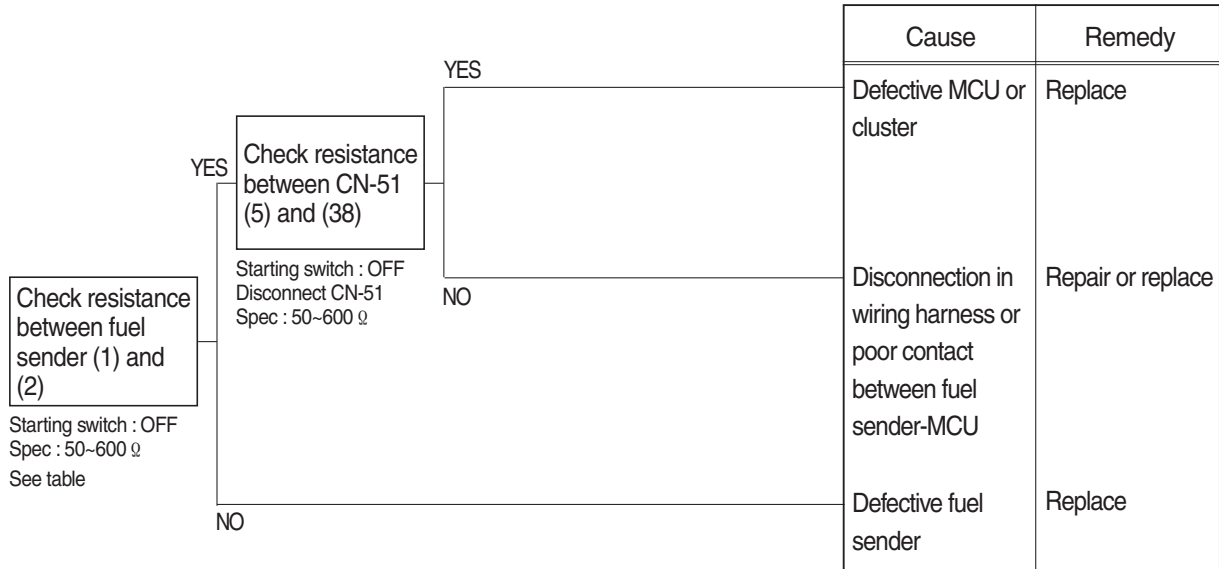 Cause
Remedy
YES
Defective MCU or
cluster
Replace
YES
Check resistance
between CN-51
(5) and (38)
Starting switch : OFF
Disconnect CN-51
Spec : 50~600 Ω
NO
Disconnection in
wiring harness or
poor contact
between fuel
sender-MCU
Repair or replace
Check resistance
between fuel
sender (1) and
(2)
Starting switch : OFF
Spec : 50~600 Ω
See table
NO
Defective fuel
sender
Replace